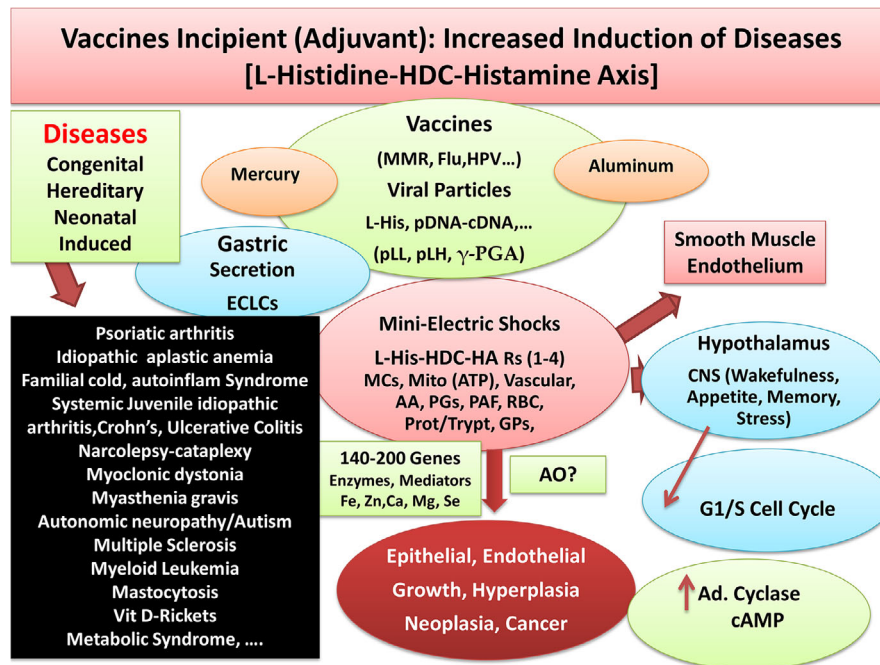 Vaccines Incipient (Adjuvant): Increased Induction of Diseases
[L-Histidine-HDC-Histamine Axis]
Diseases
Congenital
Hereditary
Neonatal
Induced
Mercury
Vaccines
(MMR, Flu,HPV...)
Viral Particles
L-His, pDNA-cDNA,...
(pLL, pLH, γ-PGA)
Aluminum
Gastric
Secretion
ECLCs
Smooth Muscle
Endothelium
Mini-Electric Shocks
L-His-HDC-HA Rs (1-4)
MCs, Mito (ATP), Vascular,
AA, PGs, PAF, RBC,
Prot/Trypt, GPs,
Hypothalamus
CNS (Wakefulness,
Appetite, Memory,
Stress)
Psoriatic arthritis
Idiopathic aplastic anemia
Familial cold, autoinflam Syndrome
Systemic Juvenile idiopathic
arthritis,Crohn's, Ulcerative Colitis
Narcolepsy-cataplexy
Myoclonic dystonia
Myasthenia gravis
Autonomic neuropathy/Autism
Multiple Sclerosis
Myeloid Leukemia
Mastocytosis
Vit D-Rickets
Metabolic Syndrome, ....
140-200 Genes
Enzymes, Mediators
Fe, Zn,Ca, Mg, Se
AO?
G1/S Cell Cycle
Epithelial, Endothelial
Growth, Hyperplasia
Neoplasia, Cancer
Ad. Cyclase
cAMP